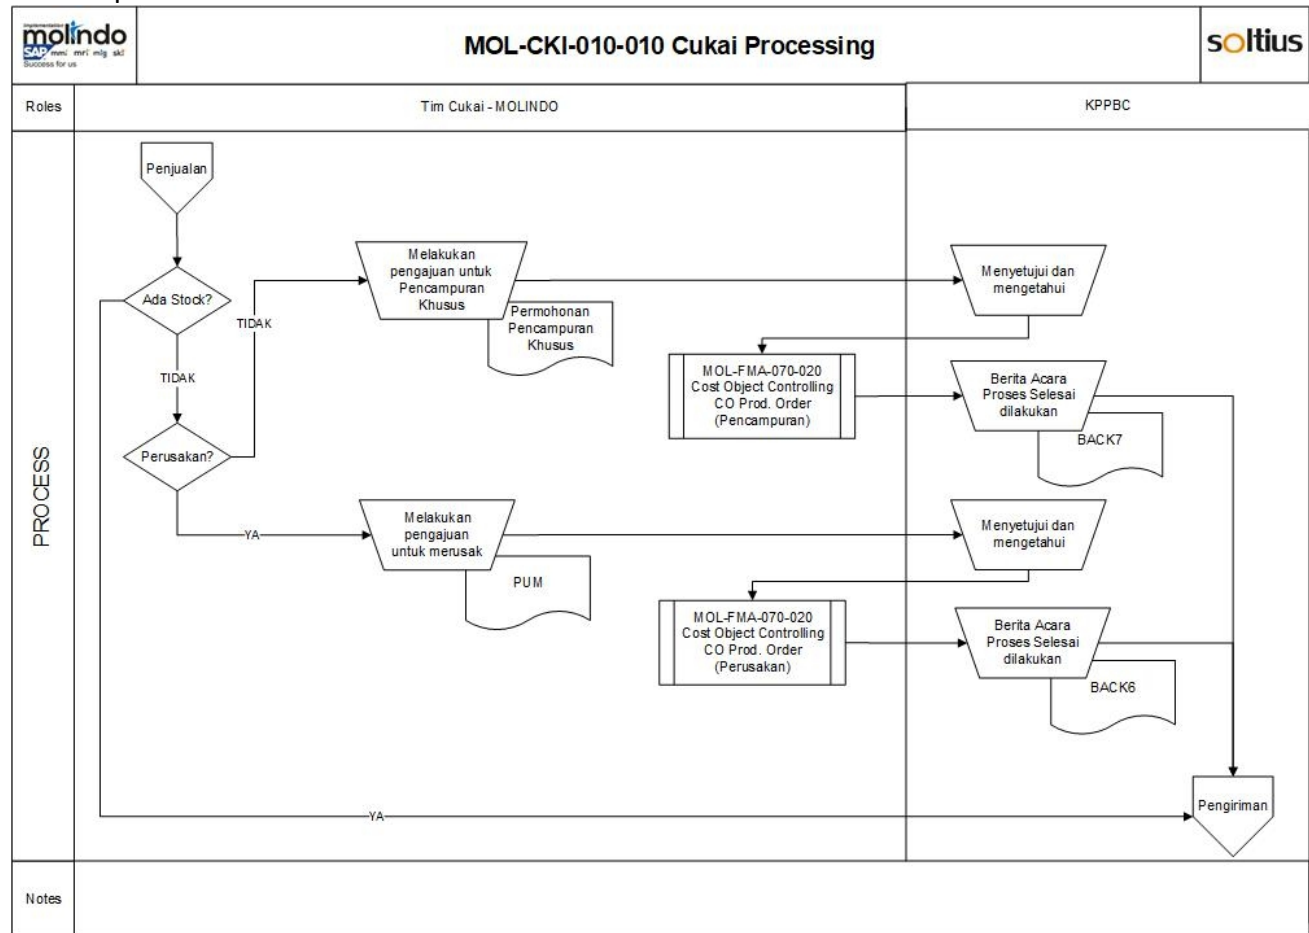 implementation
molindo
SAP mmi mri mlg ski
Success for us
MOL-CKI-010-010 Cukai Processing
soltius
Roles
Tim Cukai - MOLINDO
KPPBC
PROCESS
Penjualan
Ada Stock?
TIDAK
TIDAK
Perusakan?
YA
Melakukan
pengajuan untuk
Pencampuran
Khusus
Permohonan
Pencampuran
Khusus
Menyetujui dan
mengetahui
MOL-FMA-070-020
Cost Object Controlling
CO Prod. Order
(Pencampuran)
Berita Acara
Proses Selesai
dilakukan
BACK7
Melakukan
pengajuan
untuk merusak
PUM
Menyetujui dan
mengetahui
MOL-FMA-070-020
Cost Object Controlling
CO Prod. Order
(Perusakan)
Berita Acara
Proses Selesai
dilakukan
BACK6
YA
Pengiriman
Notes